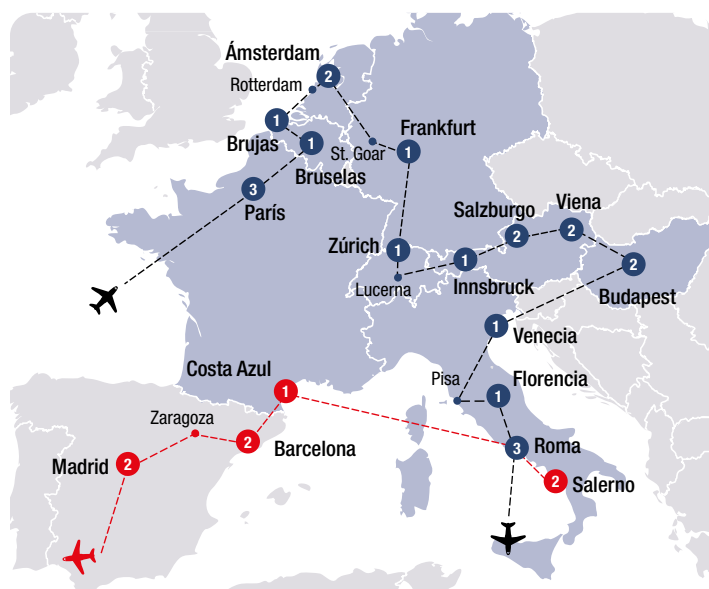 Ámsterdam
2
Rotterdam
1
Brujas
1
Bruselas
St. Goar
Frankfurt
1
3
París
Zúrich
1
Lucerna
1
Innsbruck
Salzburgo
2
Viena
2
2
Budapest
1
Venecia
Costa Azul
1
Pisa
Florencia
1
Zaragoza
2
Barcelona
Madrid
2
3
Roma
2
Salerno